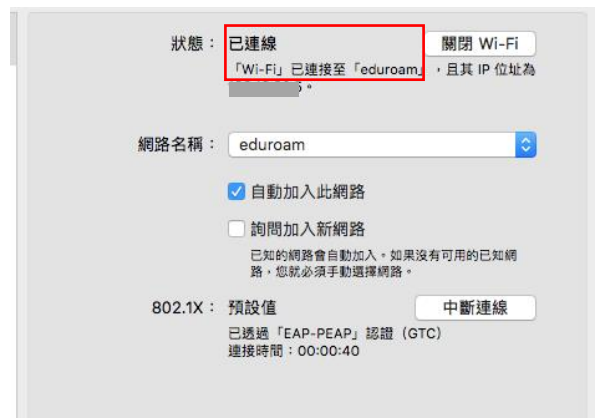 狀態： 已連線 關閉 Wi-Fi
「Wi-Fi」已連接至「eduroam」，且其 IP 位址為
5。
網路名稱： eduroam
自動加入此網路
詢問加入新網路
已知的網路會自動加入。如果沒有可用的已知網
路，您就必須手動選擇網路。
802.1X： 預設值 中斷連線
已透過「EAP-PEAP」認證（GTC）
連接時間：00:00:40